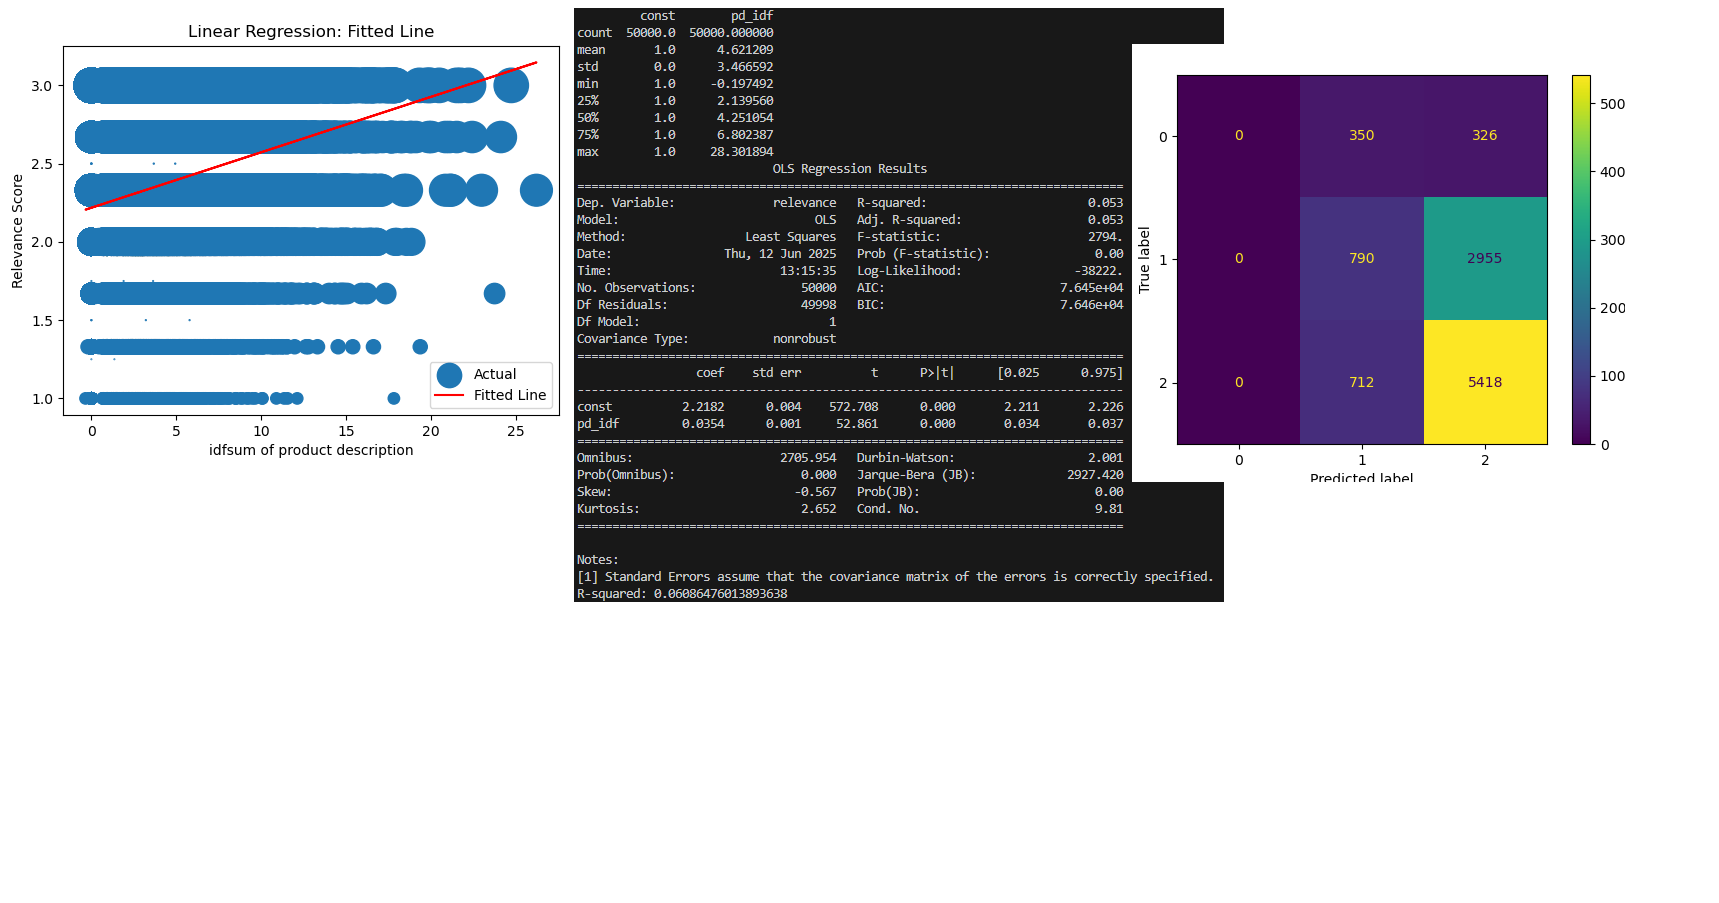 Linear Regression: Fitted Line
Relevance Score
3.0
2.5
2.0
1.5
1.0
0 5 10 15 20 25
idfsum of product description
Actual
Fitted Line
const pd_idf
count 50000.0 50000.000000
mean 1.0 4.621209
std 0.0 3.466592
min 1.0 -0.197492
25% 1.0 2.139560
50% 1.0 4.251054
75% 1.0 6.802387
max 1.0 28.301894
OLS Regression Results
==============================================================================
Dep. Variable: relevance R-squared: 0.053
Model: OLS Adj. R-squared: 0.053
Method: Least Squares F-statistic: 2794.
Date: Thu, 12 Jun 2025 Prob (F-statistic): 0.00
Time: 13:15:35 Log-Likelihood: -38222.
No. Observations: 50000 AIC: 7.645e+04
Df Residuals: 49998 BIC: 7.646e+04
Df Model: 1
Covariance Type: nonrobust
==============================================================================
coef std err t P>|t| [0.025 0.975]
------------------------------------------------------------------------------
const 2.2182 0.004 572.708 0.000 2.211 2.226
pd_idf 0.0354 0.001 52.861 0.000 0.034 0.037
==============================================================================
Omnibus: 2705.954 Durbin-Watson: 2.001
Prob(Omnibus): 0.000 Jarque-Bera (JB): 2927.420
Skew: -0.567 Prob(JB): 0.00
Kurtosis: 2.652 Cond. No. 9.81
==============================================================================
Notes:
[1] Standard Errors assume that the covariance matrix of the errors is correctly specified.
R-squared: 0.06086476013893638
True label
0 0 350 326
1 0 790 2955
2 0 712 5418
0 1 2
Predicted label
500
400
300
200
100
0